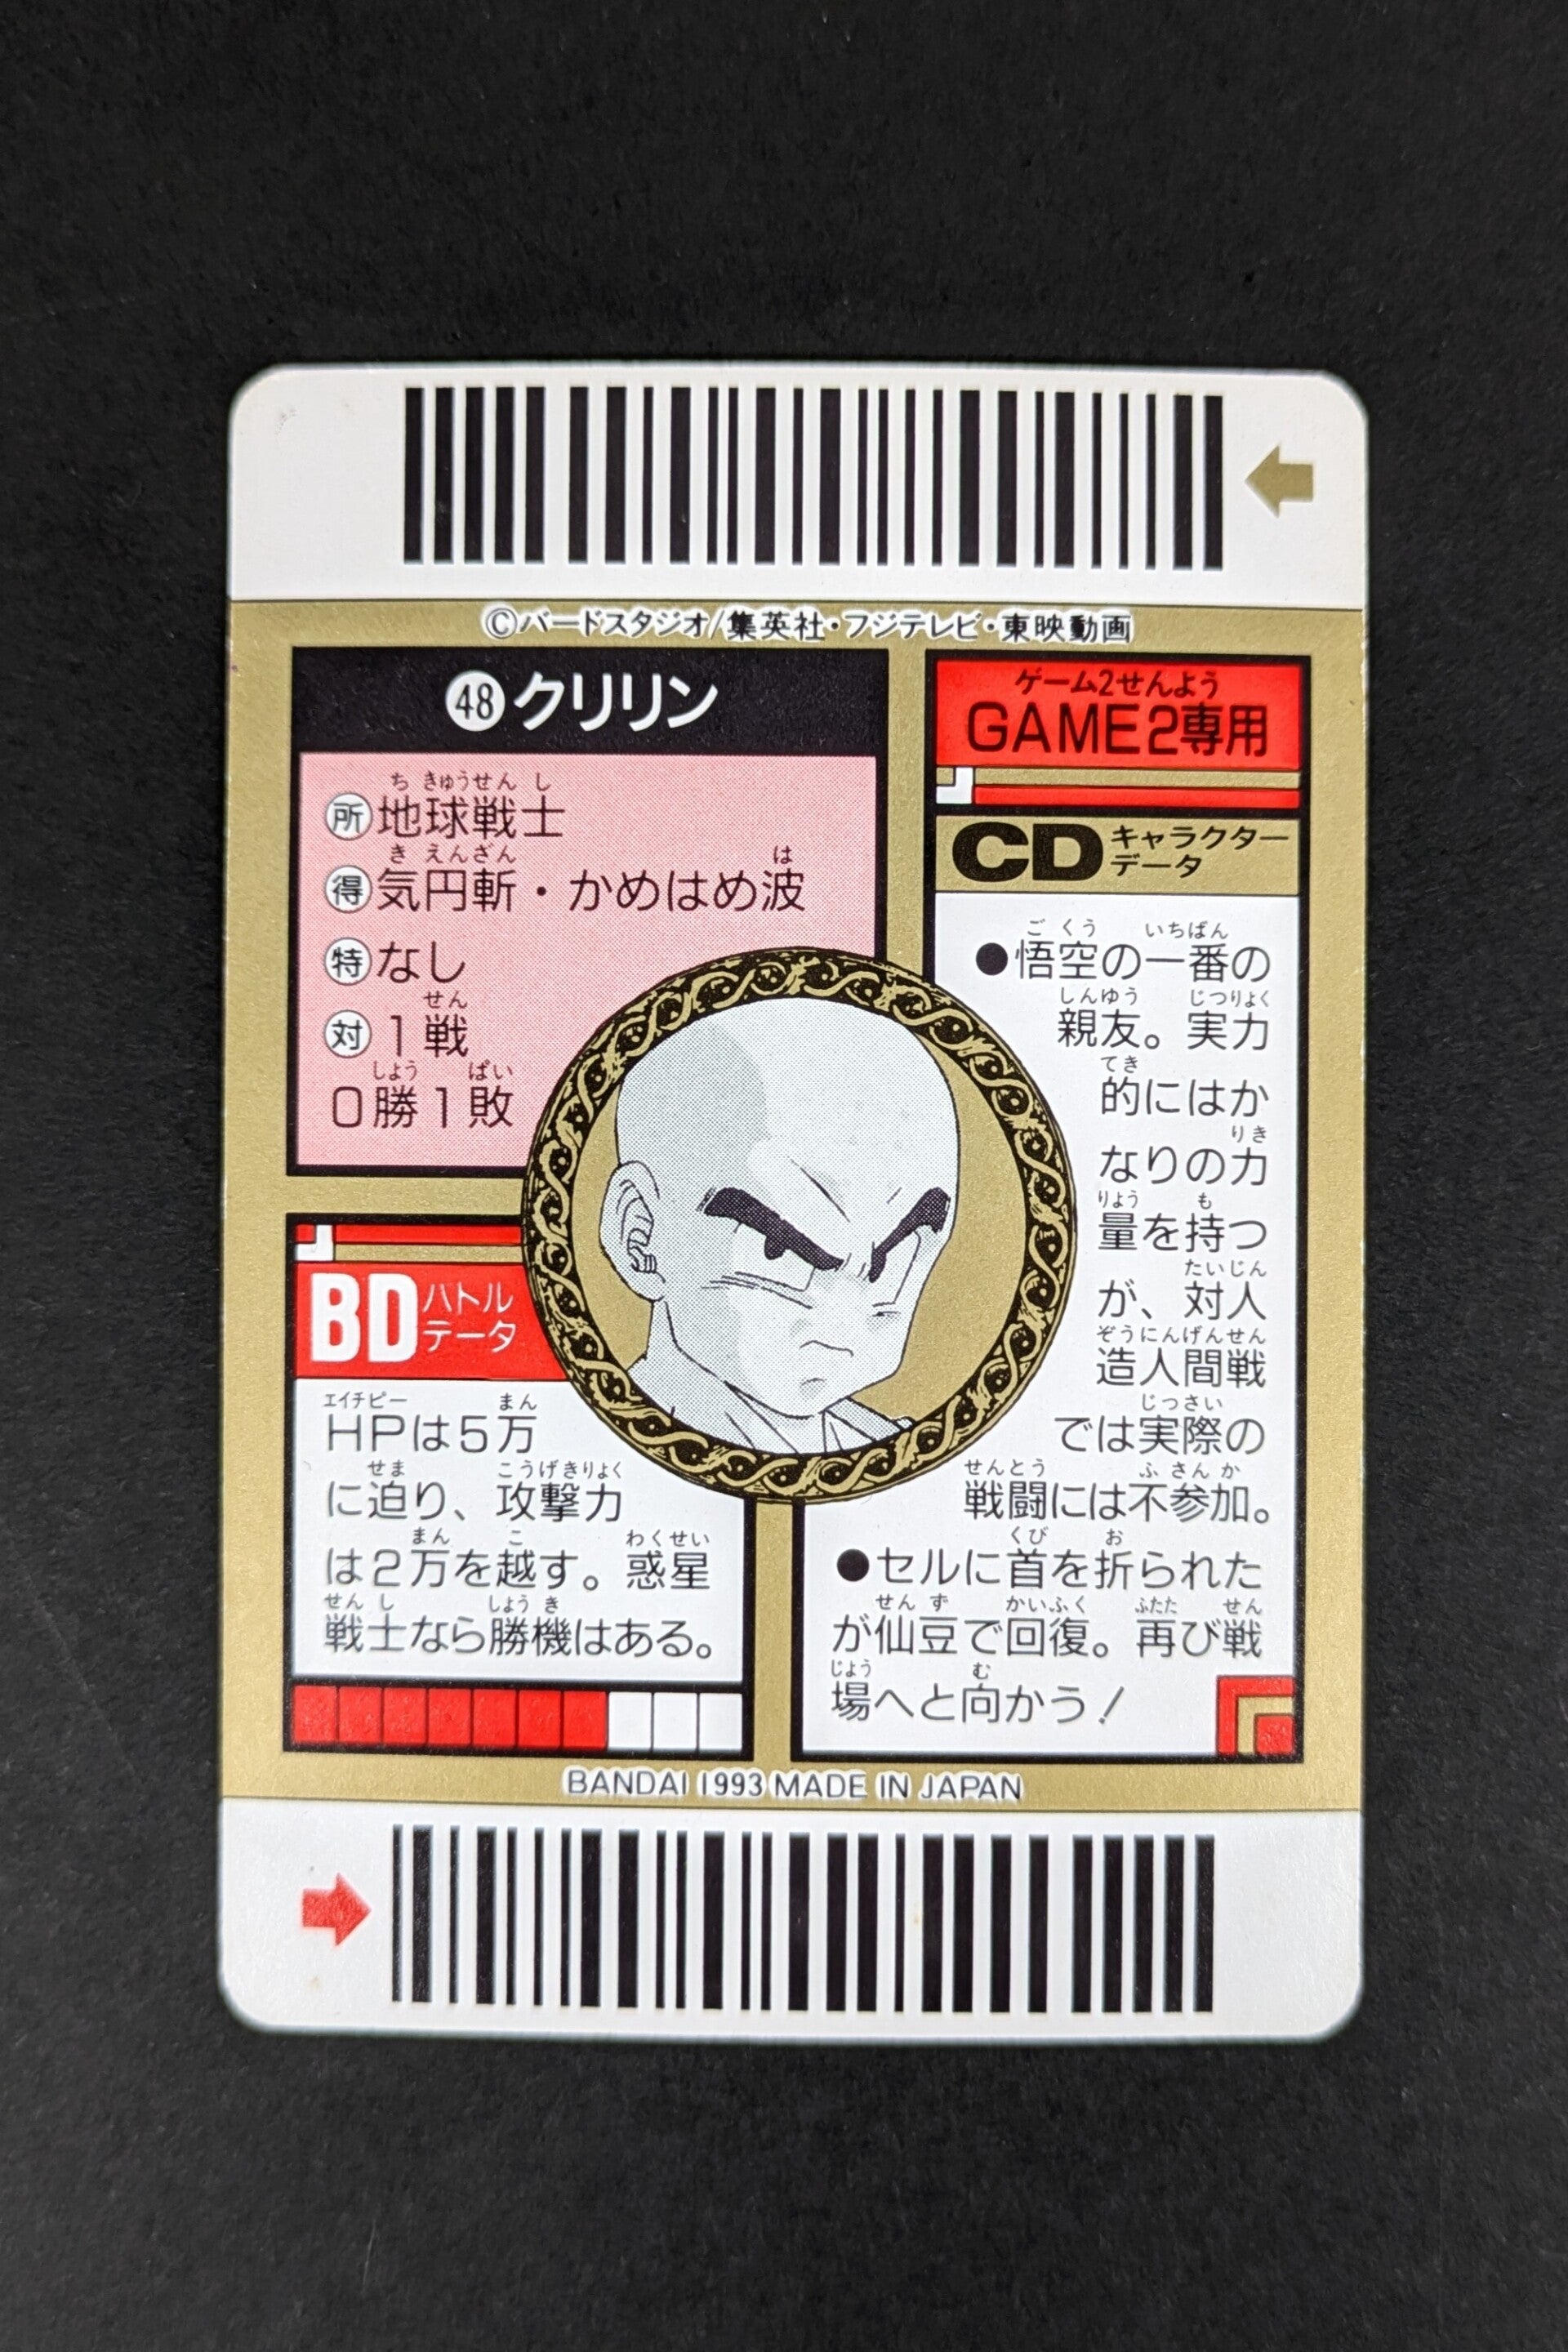 ©バードスタジオ/集英社・フジテレビ・東映動画
48クリリン
ち きゅうせん し
所地球戦士
き えんざん は
得気円斬・かめはめ波
特なし
せん
対1戦
しょう ぱい
0勝1敗
ゲーム2せんよう
GAME2専用
CDキャラクター
データ
ご くう いちばん
●悟空の一番の
しんゆう じつりょく
親友。実力
てき
的にはか
りき
なりの力
りょう も
量を持つ
たいじん
が、対人
ぞうにんげんせん
造人間戦
じっさい
では実際の
せんとう ふ さん か
戦闘には不参加。
くび お
●セルに首を折られた
せん ず かいふく ふたた せん
が仙豆で回復。再び戦
じょう む
場へと向かう!
BDバトル
データ
エイチピー まん
HPは5万
せま こうげきりょく
に迫り、攻撃力
まん こ わくせい
は2万を越す。惑星
せん し しょう き
戦士なら勝機はある。
BANDAI 1993 MADE IN JAPAN